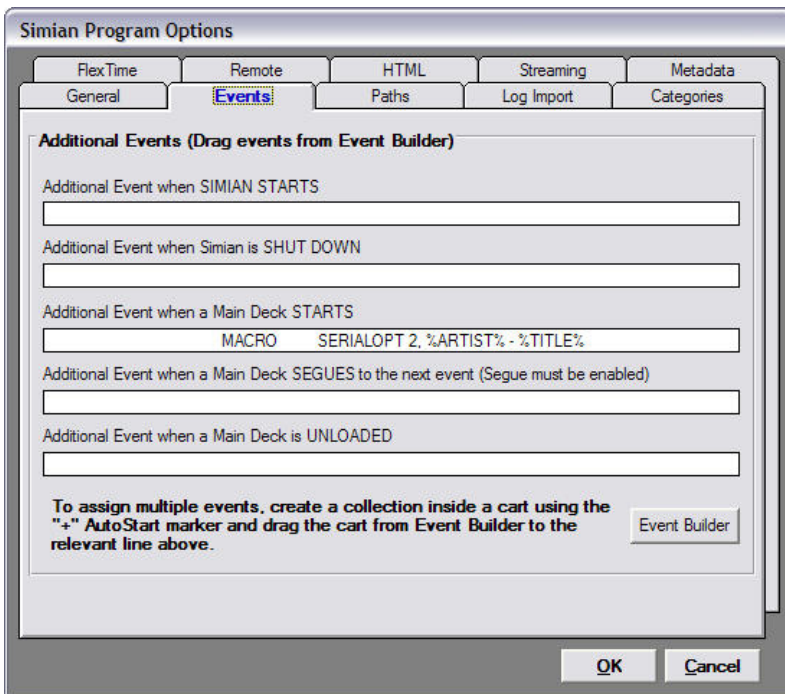 Simian Program Options
FlexTime Remote HTML Streaming Metadata
General Events Paths Log Import Categories
Additional Events (Drag events from Event Builder)
Additional Event when SIMIAN STARTS
Additional Event when Simian is SHUT DOWN
Additional Event when a Main Deck STARTS
MACRO SERIALOPT 2, %ARTIST% - %TITLE%
Additional Event when a Main Deck SEGUES to the next event (Segue must be enabled)
Additional Event when a Main Deck is UNLOADED
To assign multiple events, create a collection inside a cart using the
"+" AutoStart marker and drag the cart from Event Builder to the
relevant line above.
Event Builder
OK Cancel